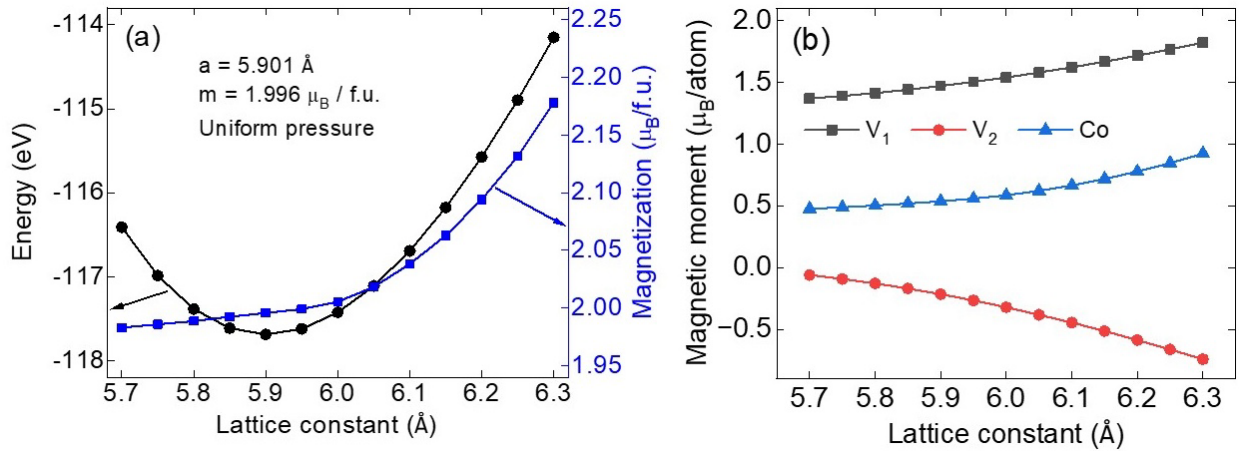 (a)
a = 5.901 Å
m = 1.996 μB / f.u.
Uniform pressure
Energy (eV)
-114
-115
-116
-117
-118
5.7 5.8 5.9 6.0 6.1 6.2 6.3
Lattice constant (Å)
2.25
2.20
2.15
2.10
2.05
2.00
1.95
Magnetization (μB/f.u.)
(b)
Magnetic moment (μB/atom)
2.0
1.5
1.0
0.5
0.0
−0.5
V1 V2 Co
5.7 5.8 5.9 6.0 6.1 6.2 6.3
Lattice constant (Å)